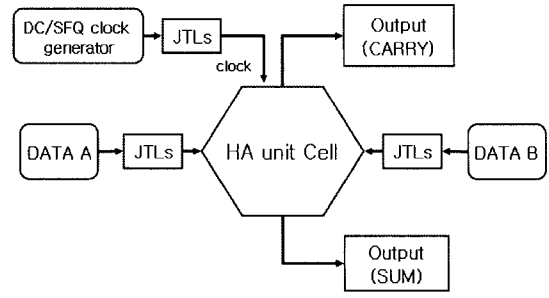 DC/SFQ clock
generator
JTLs
clock
Output
(CARRY)
DATA A
JTLs
HA unit Cell
JTLs
DATA B
Output
(SUM)